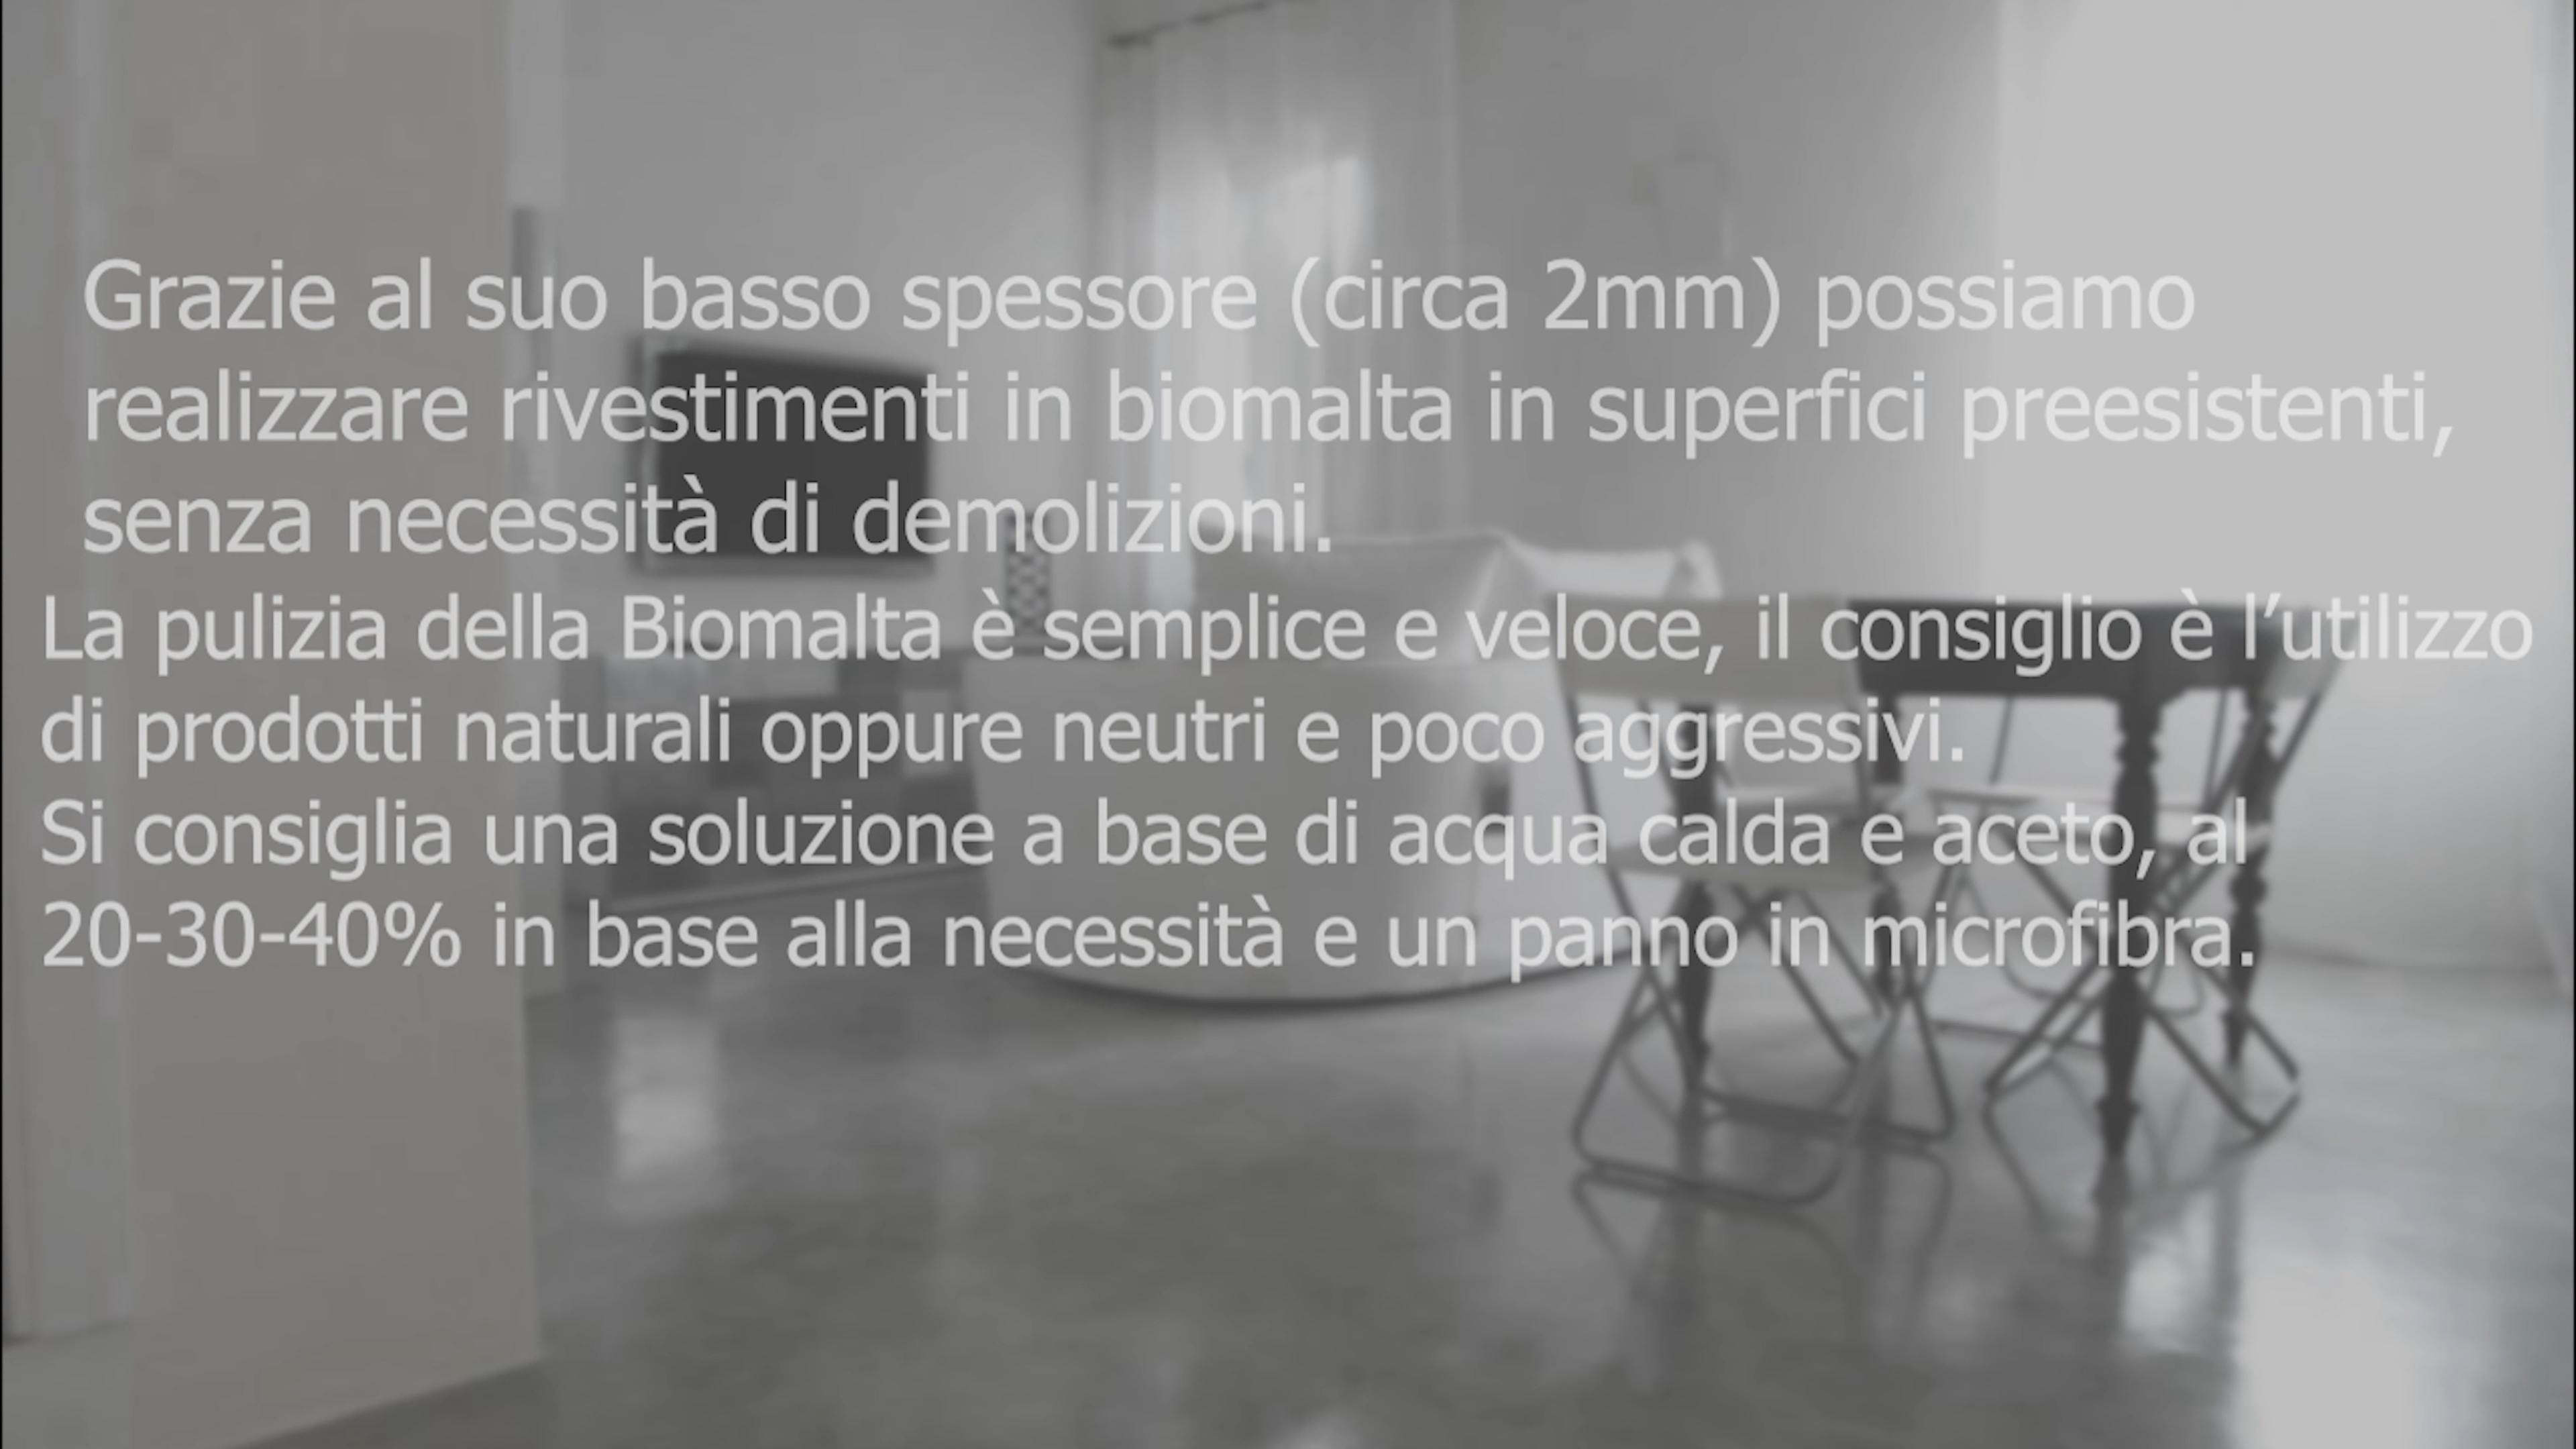 Grazie al suo basso spessore (circa 2mm) possiamo
realizzare rivestimenti in biomalta in superfici preesistenti,
senza necessità di demolizioni.
La pulizia della Biomalta è semplice e veloce, il consiglio è l’utilizzo
di prodotti naturali oppure neutri e poco aggressivi.
Si consiglia una soluzione a base di acqua calda e aceto, al
20-30-40% in base alla necessità e un panno in microfibra.